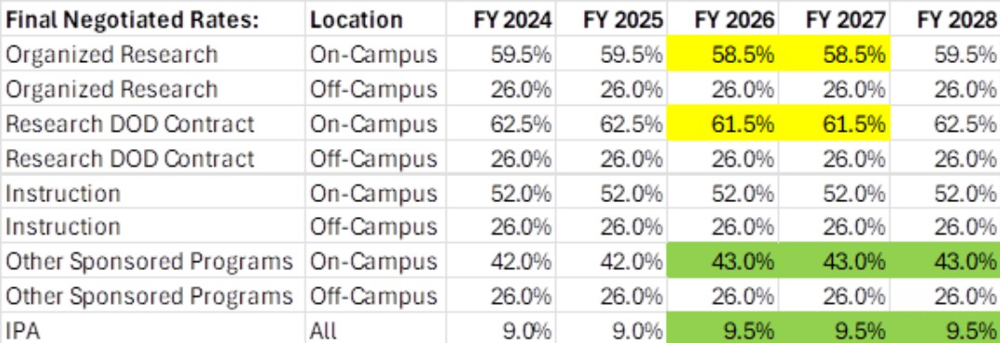 Final Negotiated Rates: Location FY 2024 FY 2025 FY 2026 FY 2027 FY 2028
Organized Research On-Campus 59.5% 59.5% 58.5% 58.5% 59.5%
Organized Research Off-Campus 26.0% 26.0% 26.0% 26.0% 26.0%
Research DOD Contract On-Campus 62.5% 62.5% 61.5% 61.5% 62.5%
Research DOD Contract Off-Campus 26.0% 26.0% 26.0% 26.0% 26.0%
Instruction On-Campus 52.0% 52.0% 52.0% 52.0% 52.0%
Instruction Off-Campus 26.0% 26.0% 26.0% 26.0% 26.0%
Other Sponsored Programs On-Campus 42.0% 42.0% 43.0% 43.0% 43.0%
Other Sponsored Programs Off-Campus 26.0% 26.0% 26.0% 26.0% 26.0%
IPA All 9.0% 9.0% 9.5% 9.5% 9.5%